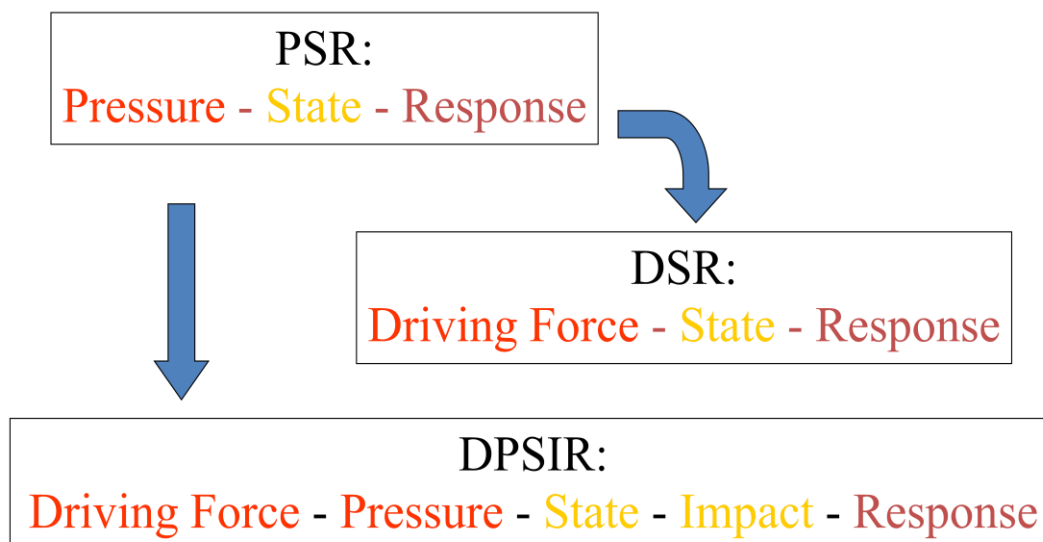 PSR:
Pressure - State - Response
DSR:
Driving Force - State - Response
DPSIR:
Driving Force - Pressure - State - Impact - Response